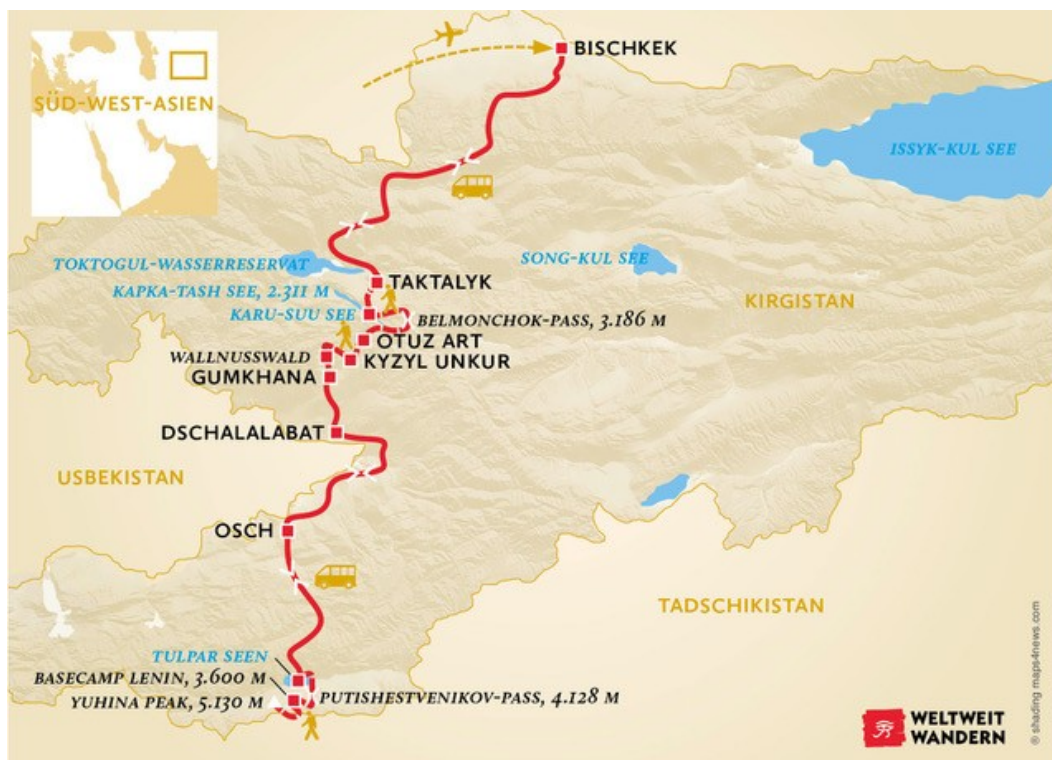 BISCHKEK
SÜD-WEST-ASIEN
ISSYK-KUL SEE
TOKTOGUL-WASSERRESERVAT
SONG-KUL SEE
TAKTALYK
KAPKA-TASH SEE, 2.311 M
KIRGISTAN
KARU-SUU SEE
BELMONCHOK-PASS, 3.186 M
OTUZ ART
WALLNUSSWALD
KYZYL UNKUR
GUMKHANA
DSCHALALABAT
USBEKISTAN
OSCH
TADSCHIKISTAN
TULPAR SEEN
BASECAMP LENIN, 3.600 M
YUHINA PEAK, 5.130 M
PUTISHESTVENIKOV-PASS, 4.128 M
WELTWEIT
WANDERN
© shading maps4news.com